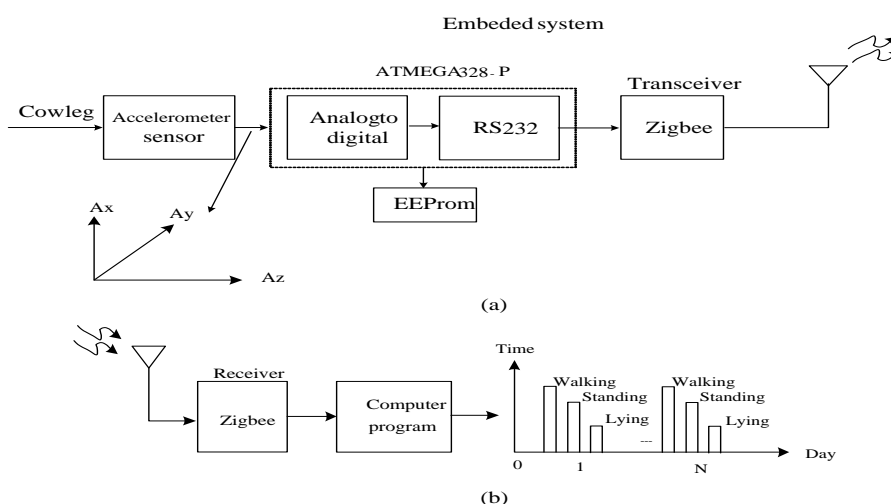 Embeded system
ATMEGA328- P
Transceiver
Cowleg
Accelerometer
sensor
Analogto
digital
RS232
Zigbee
EEProm
Ax
Ay
Az
(a)
Receiver
Zigbee
Computer
program
Time
Walking
Standing
Lying
---
Walking
Standing
Lying
0
1
N
Day
(b)